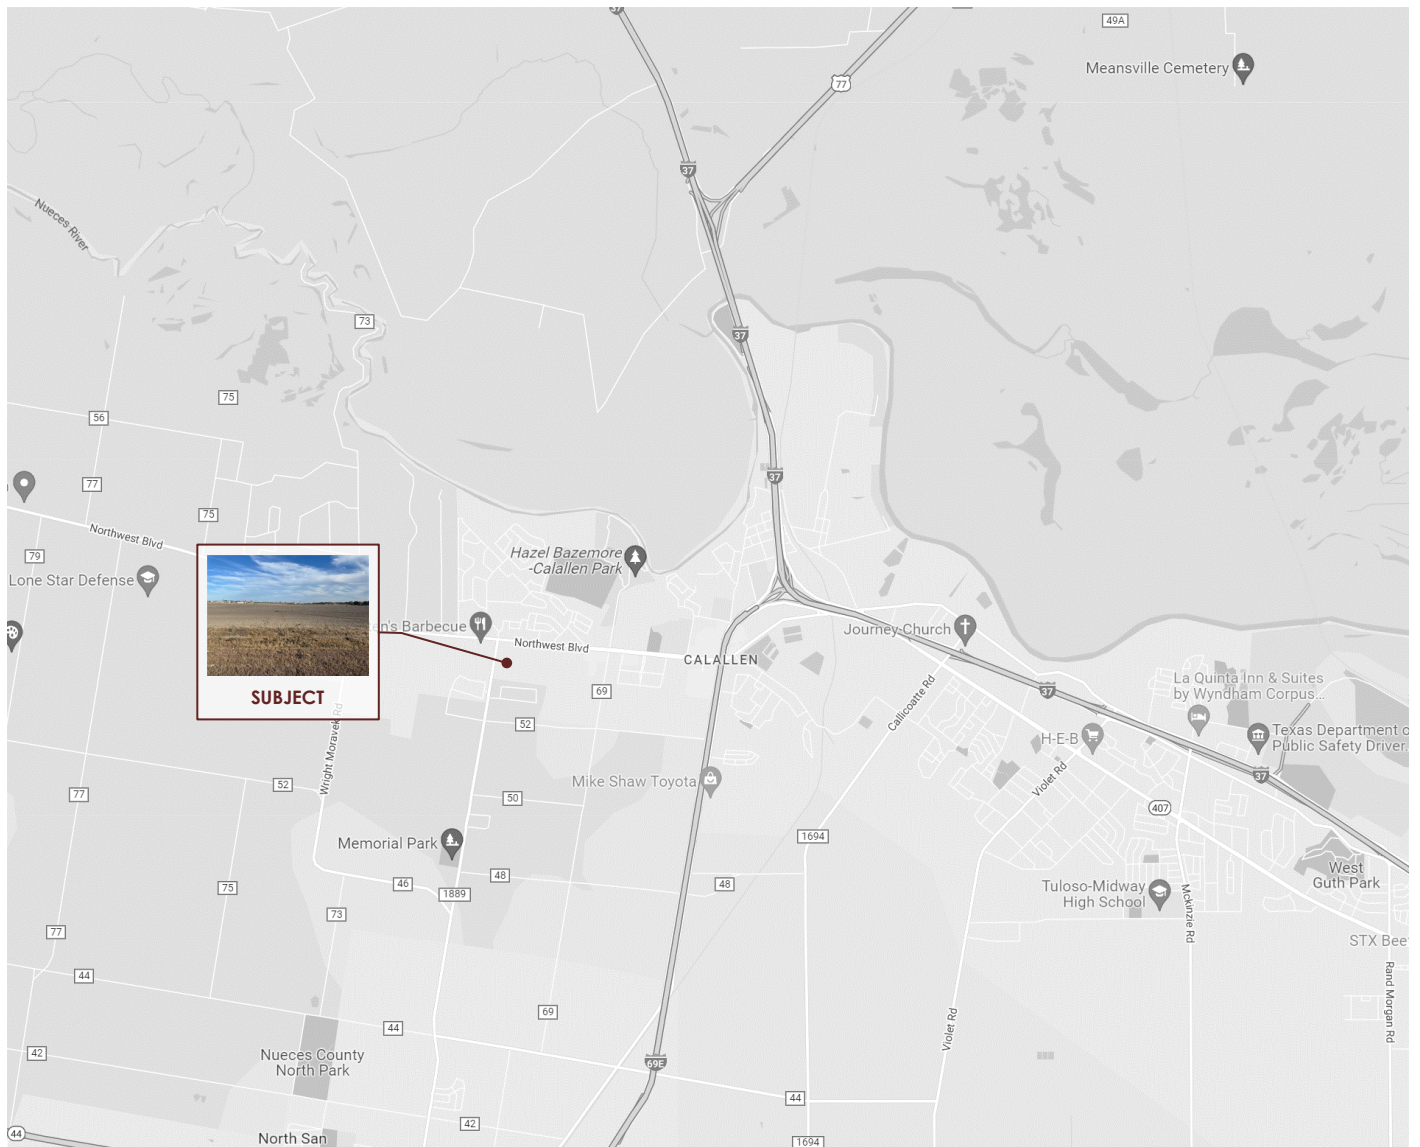 37
49A
Meansville Cemetery
77
37
Nueces River
73
37
75
56
77
37
75
Northwest Blvd
79
Lone Star Defense
Hazel Bazemore
-Calallen Park
en's Barbecue
Northwest Blvd
Journey Church
CALALLEN
SUBJECT
69
52
Wright Moravek Rd
Callicoatte Rd
37
La Quinta Inn & Suites
by Wyndham Corpus...
H-E-B
Texas Department o
Public Safety Driver
Mike Shaw Toyota
Violet Rd
37
52
77
50
407
1694
Memorial Park
West
Guth Park
48
46
1889
48
75
Tuloso-Midway
High School
Mckinzie Rd
73
77
STX Bee
44
Rand Morgan Rd
69
44
Violet Rd
42
Nueces County
North Park
69E
44
42
44
North San
1694